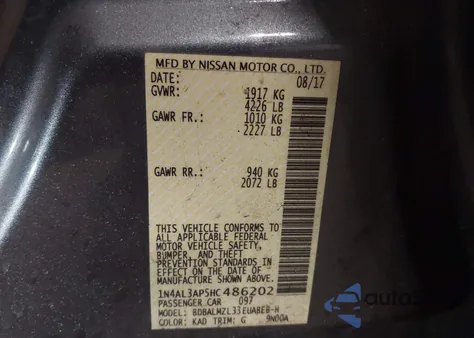 MFD BY NISSAN MOTOR CO., LTD.
DATE: 08/17
GVWR: 1917 KG
4226 LB
GAWR FR.: 1010 KG
2227 LB
GAWR RR.: 940 KG
2072 LB
THIS VEHICLE CONFORMS TO
ALL APPLICABLE FEDERAL
MOTOR VEHICLE SAFETY,
BUMPER, AND THEFT
PREVENTION STANDARDS
IN EFFECT ON THE DATE OF
MANUFACTURE SHOWN ABOVE.
1N4AL3AP5HC486202
PASSENGER CAR 097
MODEL: BDBALMZL33EUABEB-H
COLOR: KAD TRIM: G 9N00A